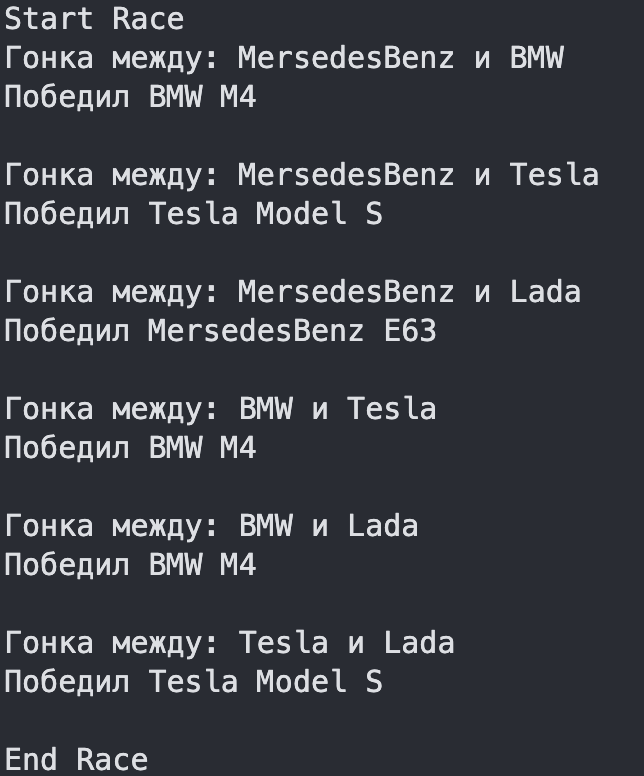 Start Race
Гонка между: MersedesBenz и BMW
Победил BMW M4
Гонка между: MersedesBenz и Tesla
Победил Tesla Model S
Гонка между: MersedesBenz и Lada
Победил MersedesBenz E63
Гонка между: BMW и Tesla
Победил BMW M4
Гонка между: BMW и Lada
Победил BMW M4
Гонка между: Tesla и Lada
Победил Tesla Model S
End Race